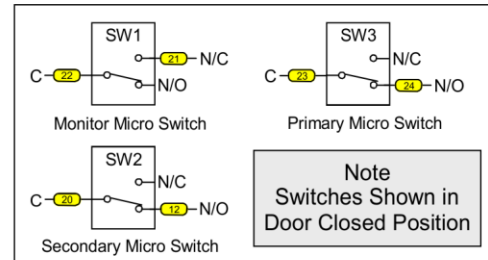 SW1
21 N/C
C 22
N/O
Monitor Micro Switch
SW3
N/C
C 23
24 N/O
Primary Micro Switch
SW2
N/C
C 20
12 N/O
Secondary Micro Switch
Note
Switches Shown in
Door Closed Position